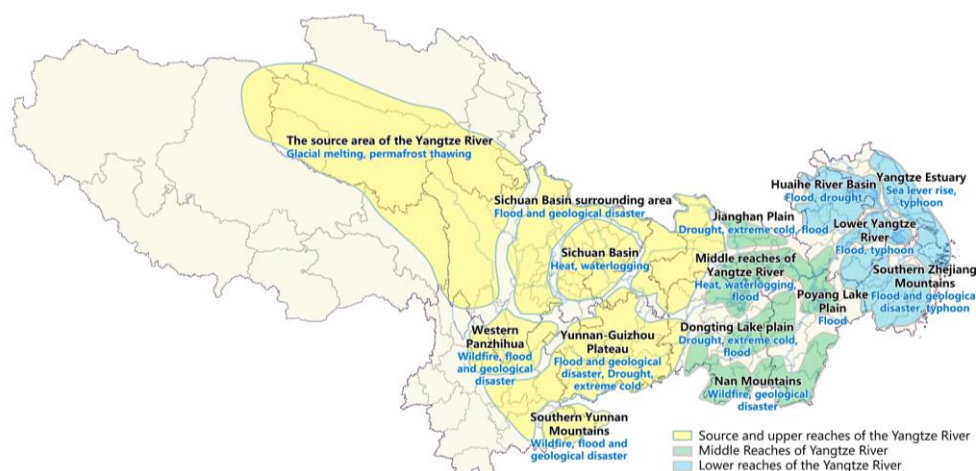 The source area of the Yangtze River
Glacial melting, permafrost thawing
Sichuan Basin surrounding area
Flood and geological disaster
Sichuan Basin
Heat, waterlogging
Western
Panzhihua
Wildfire, flood
and geological
disaster
Yunnan-Guizhou
Plateau
Flood and geological
disaster, Drought,
extreme cold
Southern Yunnan
Mountains
Wildfire, flood and
geological disaster
Jianghan Plain
Drought, extreme cold, flood
Middle reaches of
Yangtze River
Heat, waterlogging,
flood
Dongting Lake plain
Drought, extreme cold,
flood
Nan Mountains
Wildfire, geological
disaster
Poyang Lake
Plain
Flood
Huaihe River Basin
Flood, drought
Yangtze Estuary
Sea lever rise,
typhoon
Lower Yangtze
River
Flood, typhoon
Southern Zhejiang
Mountains
Flood and geological
disaster, typhoon
Source and upper reaches of the Yangtze River
Middle Reaches of Yangtze River
Lower reaches of the Yangtze River